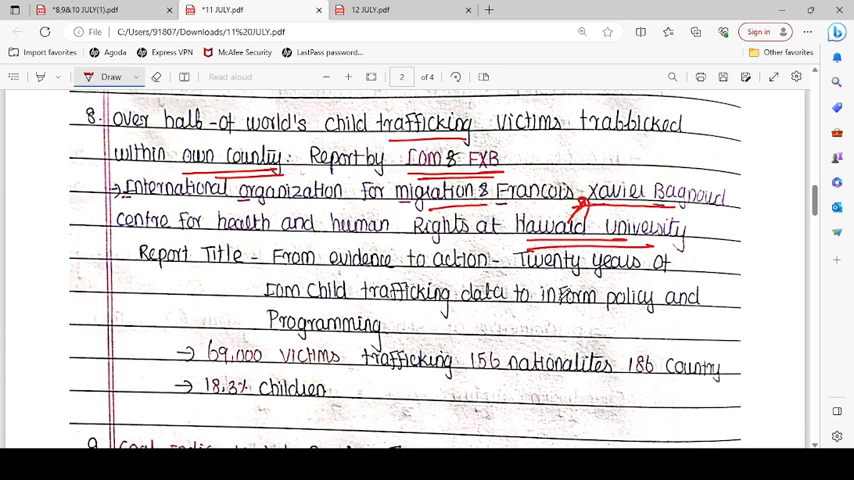 *8,9&10 JULY(1).pdf
*11 JULY.pdf
12 JULY.pdf
File
C:/Users/91807/Downloads/11%20JULY.pdf
Sign in
Import favorites
Agoda
Express VPN
McAfee Security
LastPass password...
Other favorites
Draw
Read aloud
2
of 4
8. Over half of world's child trafficking victims trafficked
within own country: Report by IOM & FXB
→ International organization for migration & Francois-Xavier Bagnoud
centre for health and human Rights at Haward university
Report Title - From evidence to action - Twenty years of
IOM Child trafficking data to inform policy and
Programming
→ 69,000 victims trafficking 156 nationalites 186 country
→ 18.3% children
9.